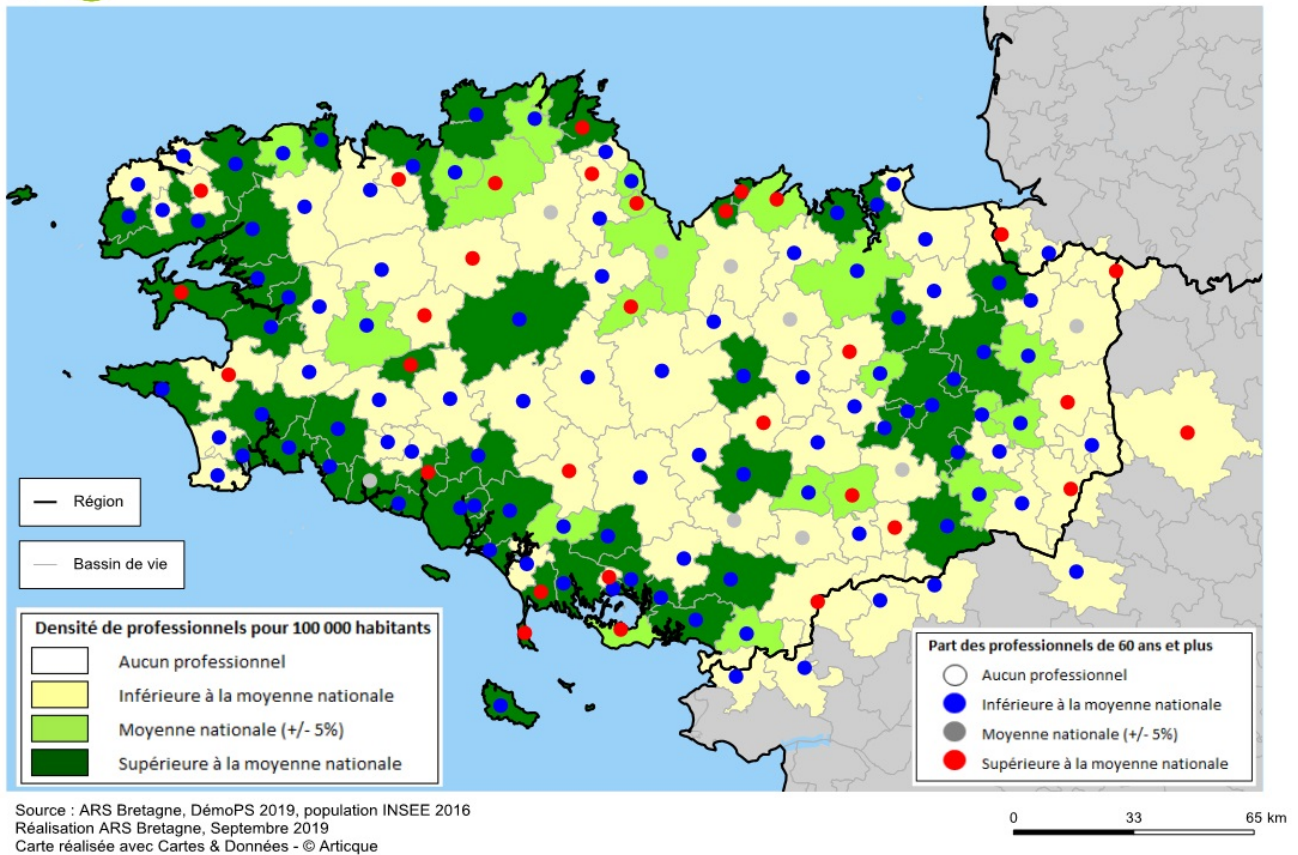 Région
Bassin de vie
Densité de professionnels pour 100 000 habitants
Aucun professionnel
Inférieure à la moyenne nationale
Moyenne nationale (+/- 5%)
Supérieure à la moyenne nationale
Part des professionnels de 60 ans et plus
Aucun professionnel
Inférieure à la moyenne nationale
Moyenne nationale (+/- 5%)
Supérieure à la moyenne nationale
Source : ARS Bretagne, DémoPS 2019, population INSEE 2016
Réalisation ARS Bretagne, Septembre 2019
Carte réalisée avec Cartes & Données - © Articque
0 33 65 km